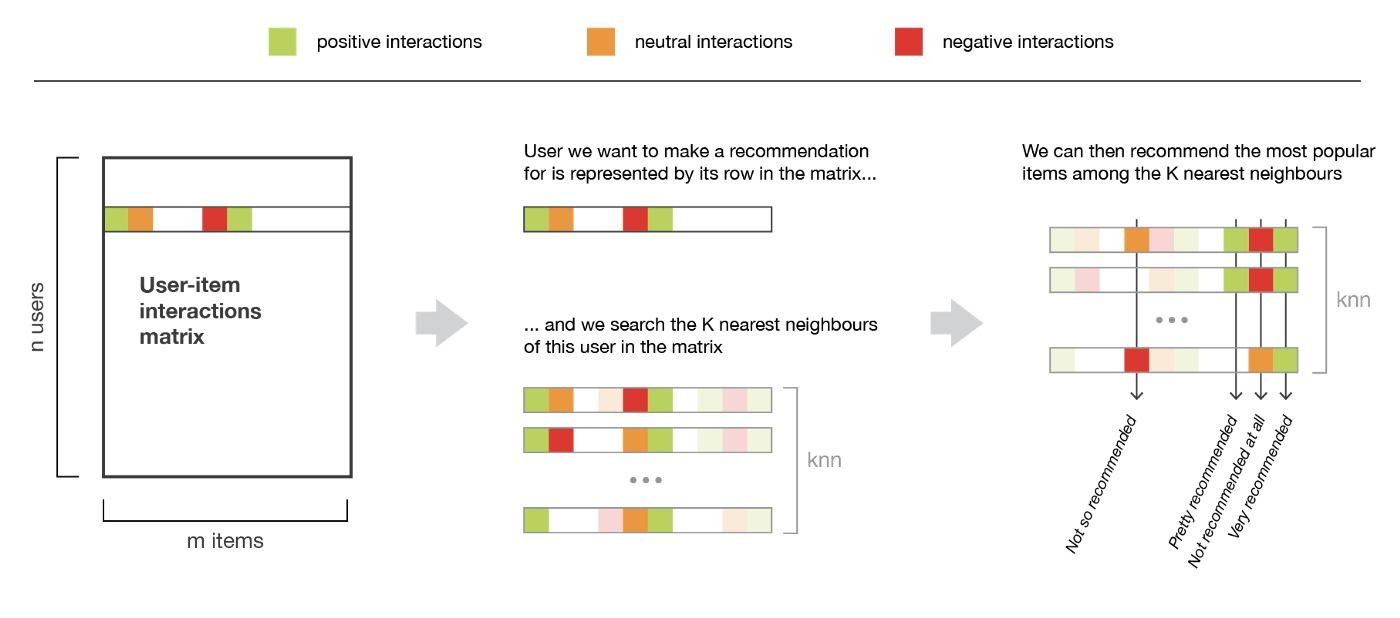 positive interactions
neutral interactions
negative interactions
n users
User-item
interactions
matrix
m items
User we want to make a recommendation
for is represented by its row in the matrix...
... and we search the K nearest neighbours
of this user in the matrix
knn
We can then recommend the most popular
items among the K nearest neighbours
knn
Not so recommended
Pretty recommended
Not recommended at all
Very recommended